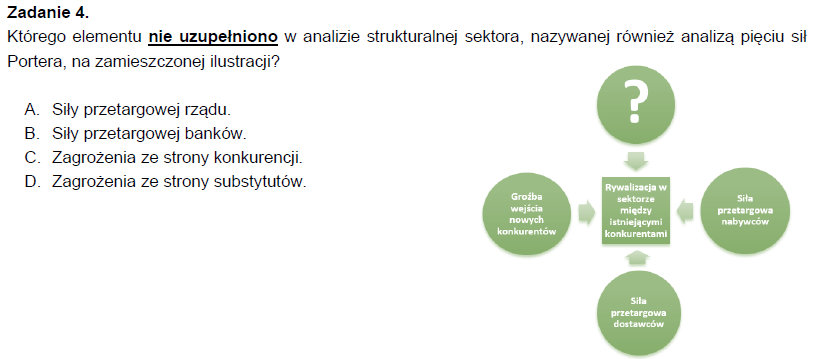 Zadanie 4.
Którego elementu nie uzupełniono w analizie strukturalnej sektora, nazywanej również analizą pięciu sił
Portera, na zamieszczonej ilustracji?
A. Siły przetargowej rządu.
B. Siły przetargowej banków.
C. Zagrożenia ze strony konkurencji.
D. Zagrożenia ze strony substytutów.
?
Groźba
wejścia
nowych
konkurentów
Rywalizacja w
sektorze
między
istniejącymi
konkurentami
Siła
przetargowa
nabywców
Siła
przetargowa
dostawców